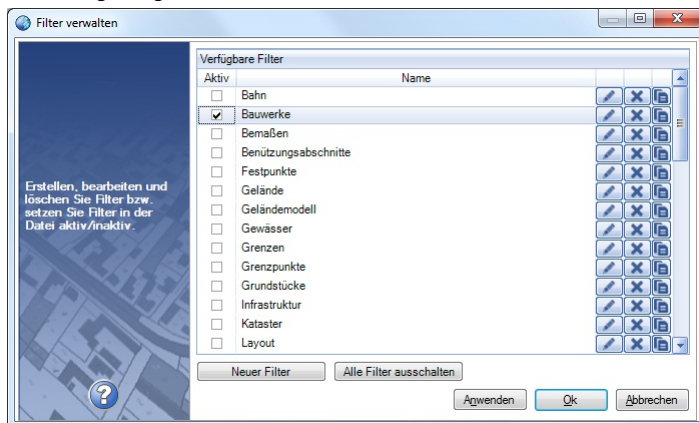 Filter verwalten
Erstellen, bearbeiten und
löschen Sie Filter bzw.
setzen Sie Filter in der
Datei aktiv/inaktiv.
Verfügbare Filter
Aktiv Name
Bahn
Bauwerke
Bemaßen
Benützungsabschnitte
Festpunkte
Gelände
Geländemodell
Gewässer
Grenzen
Grenzpunkte
Grundstücke
Infrastruktur
Kataster
Layout
Neuer Filter Alle Filter ausschalten
Anwenden Ok Abbrechen